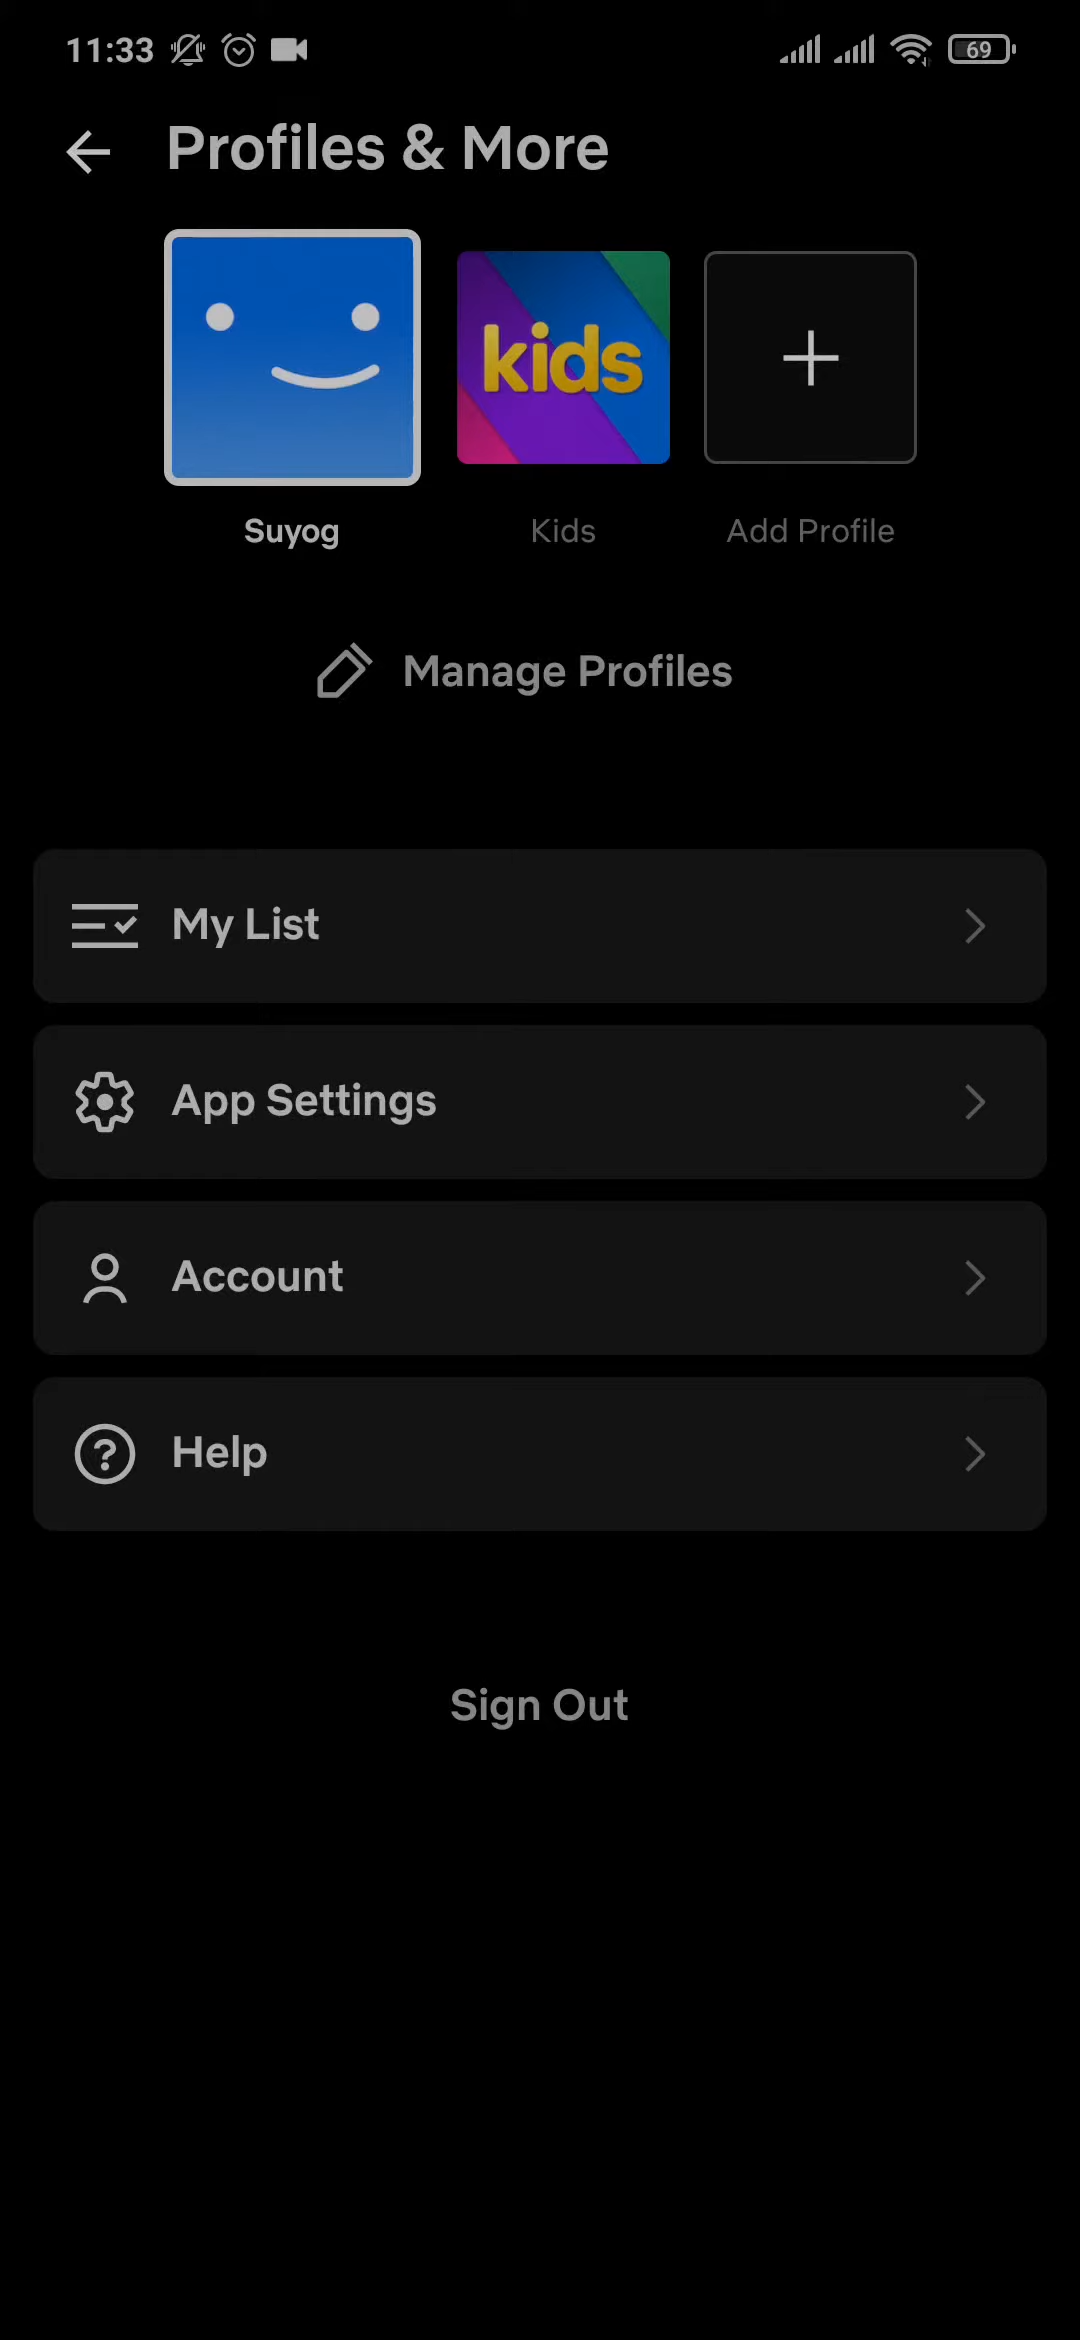 11:33
69
Profiles & More
kids
Suyog
Kids
Add Profile
Manage Profiles
My List
App Settings
Account
Help
Sign Out